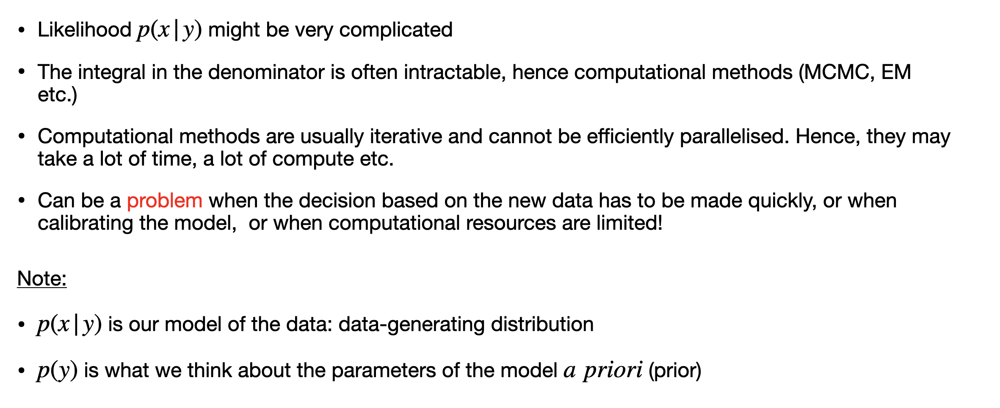 • Likelihood p(x|y) might be very complicated
• The integral in the denominator is often intractable, hence computational methods (MCMC, EM
etc.)
• Computational methods are usually iterative and cannot be efficiently parallelised. Hence, they may
take a lot of time, a lot of compute etc.
• Can be a problem when the decision based on the new data has to be made quickly, or when
calibrating the model,  or when computational resources are limited!
Note:
• p(x|y) is our model of the data: data-generating distribution
• p(y) is what we think about the parameters of the model a priori (prior)